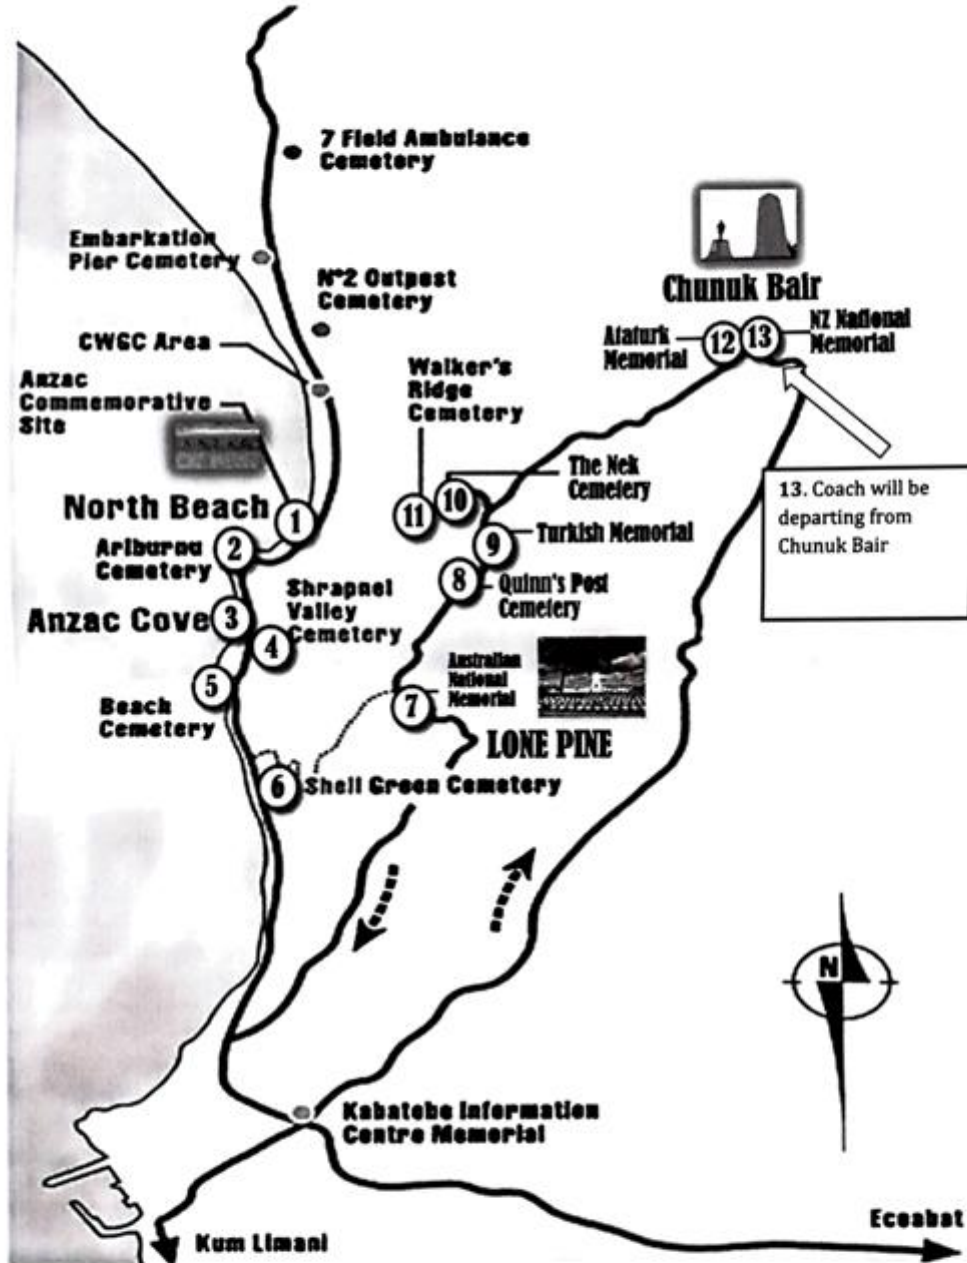 7 Field Ambulance
Cemetery
Embarkation
Pier Cemetery
Nº2 Outpost
Cemetery
CWGC Area
Anzac
Commemorative
Site
Walker's
Ridge
Cemetery
Chunuk Bair
Ataturk
Memorial
12
13
NZ National
Memorial
The Nek
Cemetery
10
11
North Beach
1
Ariburnu
Cemetery
2
9
Turkish Memorial
8
Quinn's Post
Cemetery
13. Coach will be
departing from
Chunuk Bair
Shrapnel
Valley
Cemetery
Anzac Cove
3
4
5
Beach
Cemetery
Australian
National
Memorial
7
LONE PINE
6
Shell Green Cemetery
N
Kabatebe Information
Centre Memorial
Kum Limani
Eceabat